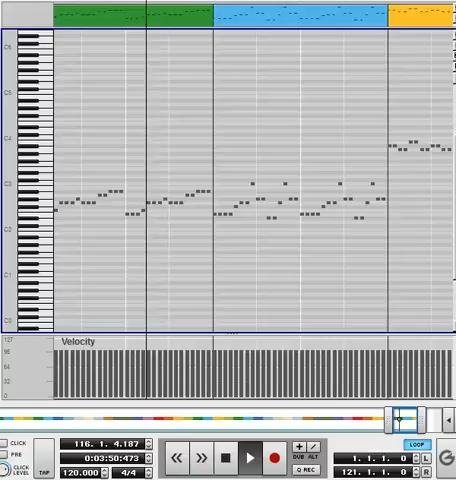 C6
C5
C4
C3
C2
C1
C0
127
96
64
32
0
Velocity
CLICK
PRE
CLICK
LEVEL
TAP
116. 1. 4.187
0:03:50:473
120.000
4/4
DUB ALT
Q REC
LOOP
1. 1. 1. 0
L
121. 1. 1. 0
R